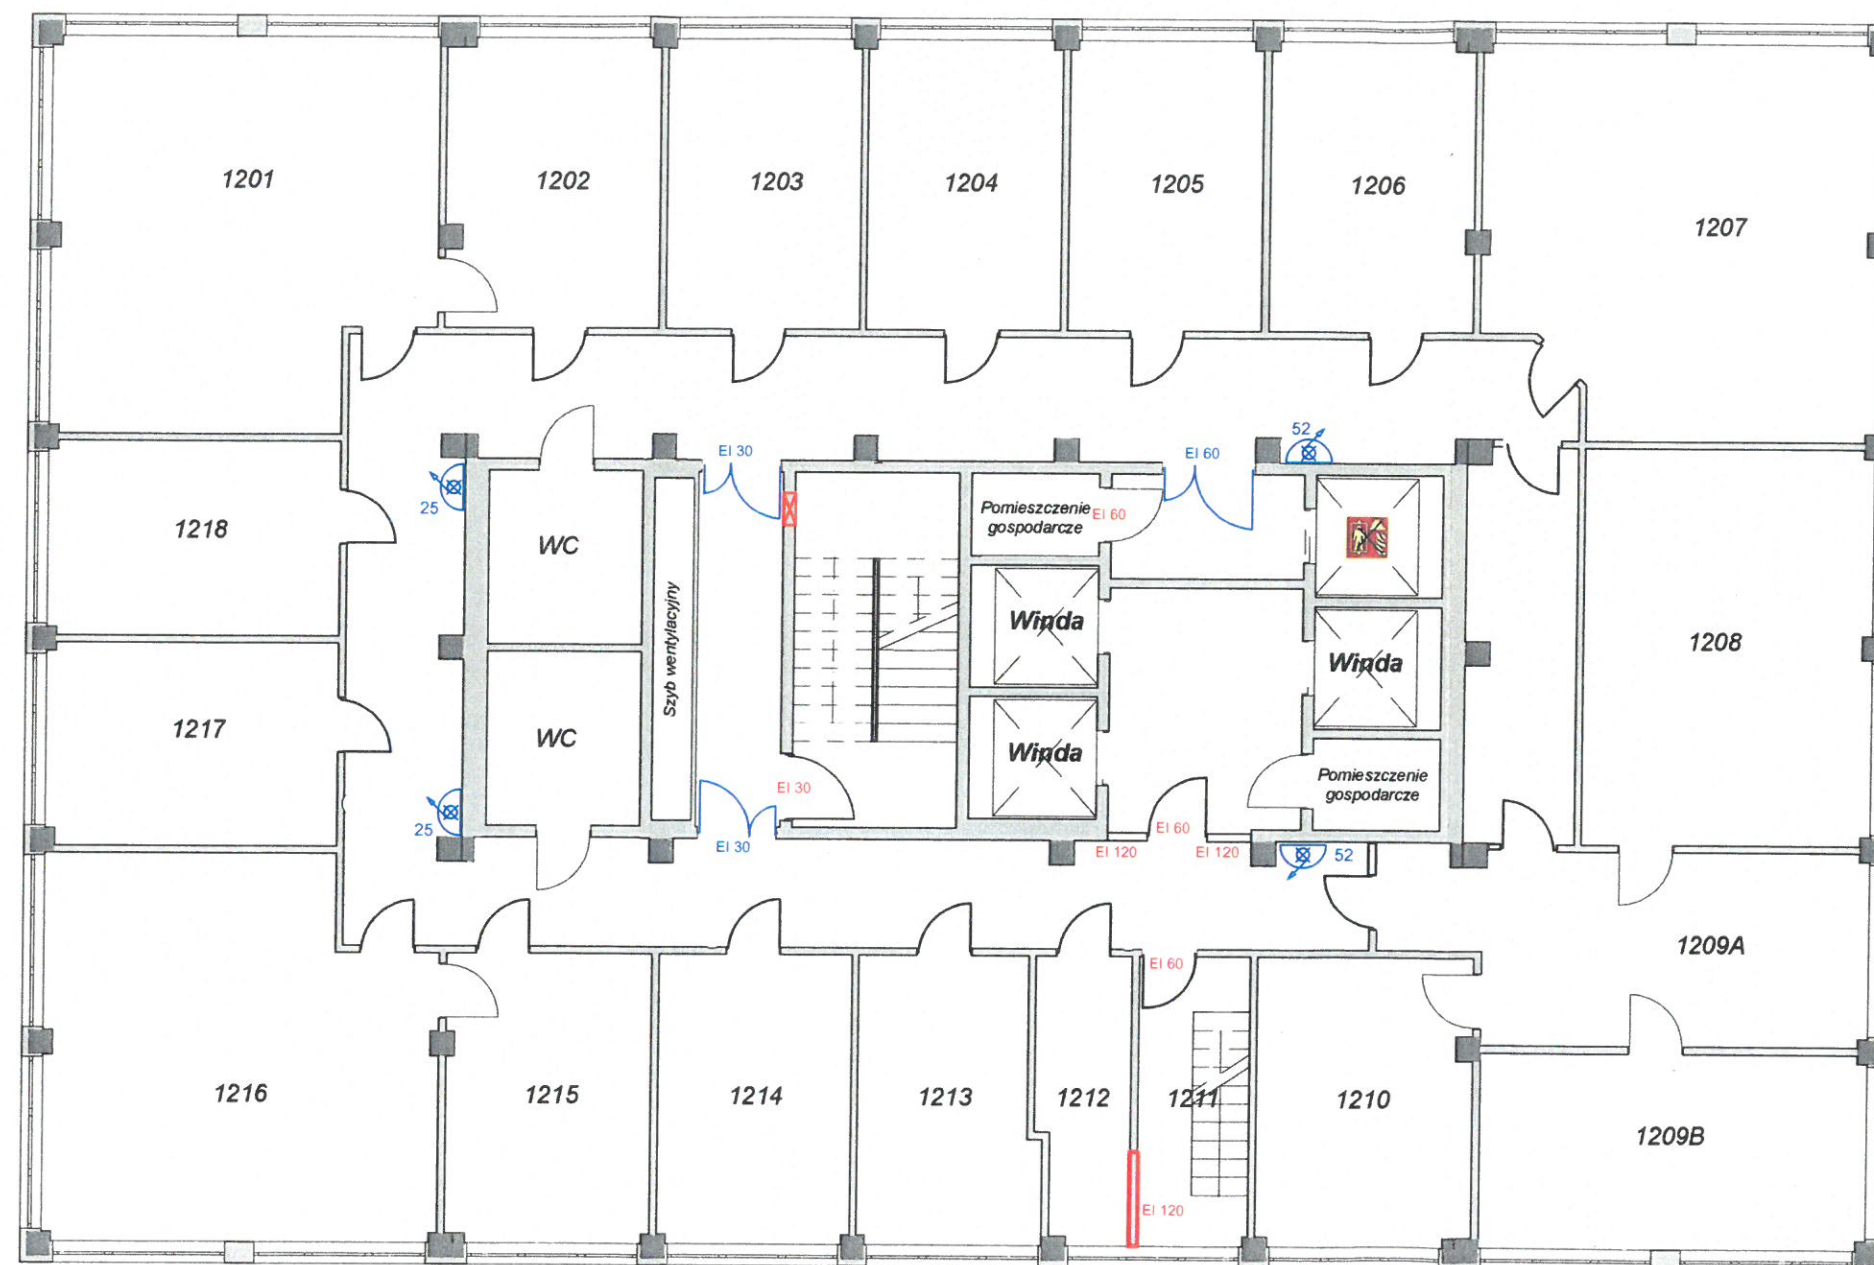 1201
1202
1203
1204
1205
1206
1207
52
EI 30
EI 60
25
1218
WC
Pomieszczenie
gospodarcze
EI 60
Szyb wentylacyjny
Winda
Winda
1208
1217
WC
Winda
Pomieszczenie
gospodarcze
EI 30
25
EI 30
EI 60
EI 120
EI 120
52
1209A
EI 60
1216
1215
1214
1213
1212
1211
1210
1209B
EI 120